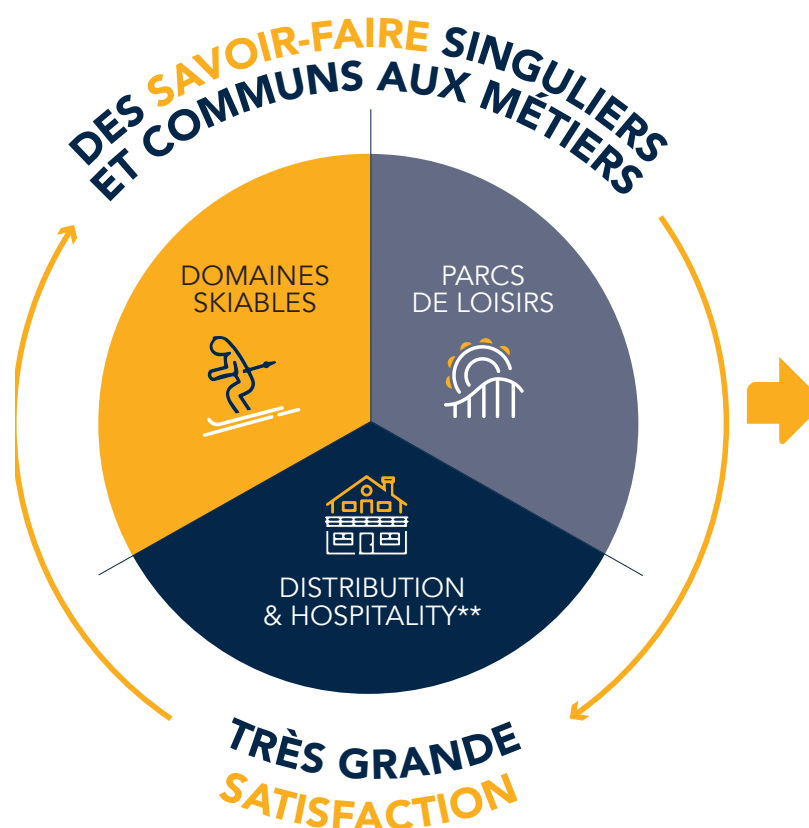 DES SAVOIR-FAIRE SINGULIERS
ET COMMUNS AUX MÉTIERS
DOMAINES
SKIABLES
PARCS
DE LOISIRS
DISTRIBUTION
& HOSPITALITY**
TRÈS GRANDE
SATISFACTION